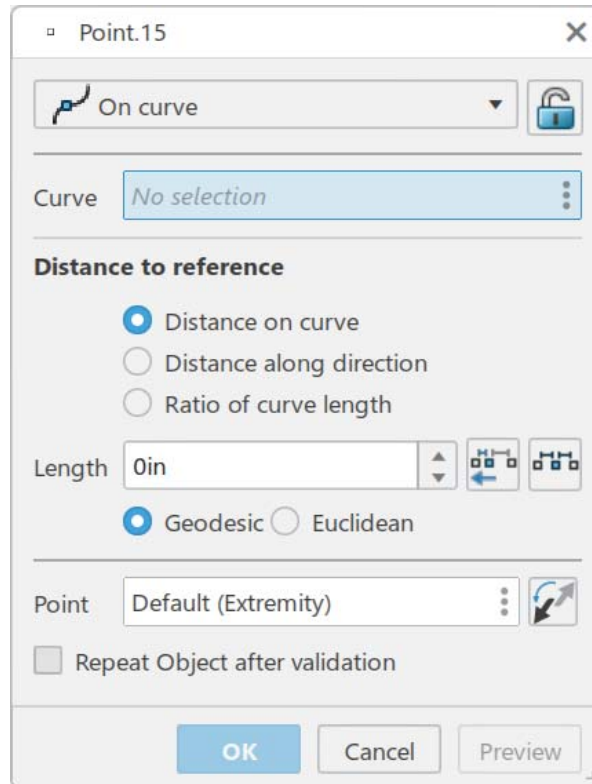 Point.15
On curve
Curve No selection
Distance to reference
Distance on curve
Distance along direction
Ratio of curve length
Length 0in
Geodesic Euclidean
Point Default (Extremity)
Repeat Object after validation
OK Cancel Preview